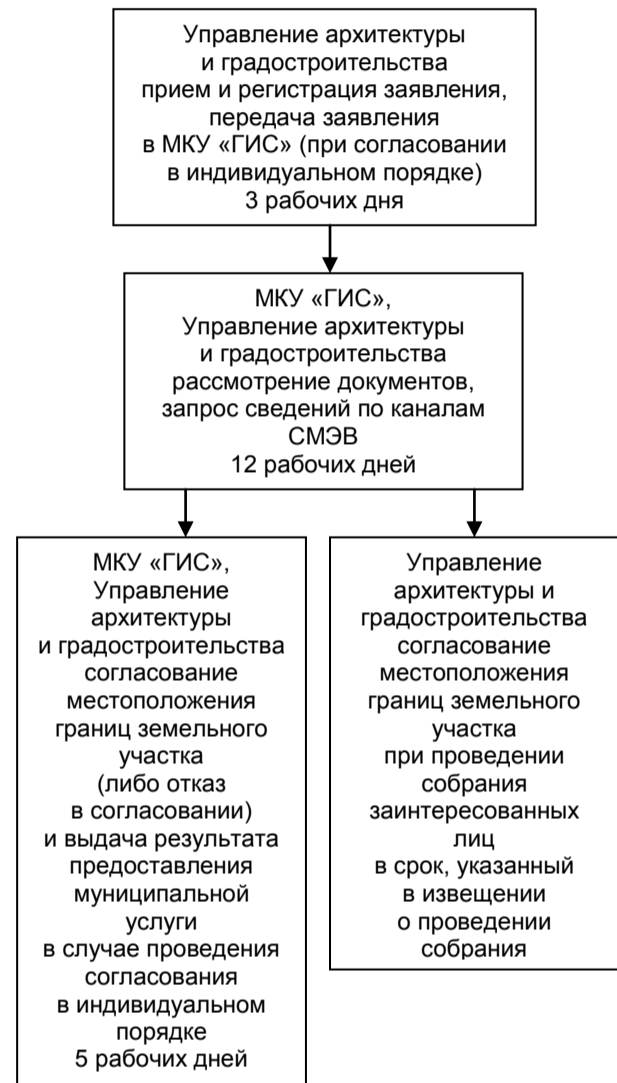 Управление архитектуры
и градостроительства
прием и регистрация заявления,
передача заявления
в МКУ «ГИС» (при согласовании
в индивидуальном порядке)
3 рабочих дня
МКУ «ГИС»,
Управление архитектуры
и градостроительства
рассмотрение документов,
запрос сведений по каналам
СМЭВ
12 рабочих дней
МКУ «ГИС»,
Управление
архитектуры
и градостроительства
согласование
местоположения
границ земельного
участка
(либо отказ
в согласовании)
и выдача результата
предоставления
муниципальной
услуги
в случае проведения
согласования
в индивидуальном
порядке
5 рабочих дней
Управление
архитектуры и
градостроительства
согласование
местоположения
границ земельного
участка
при проведении
собрания
заинтересованных
лиц
в срок, указанный
в извещении
о проведении
собрания